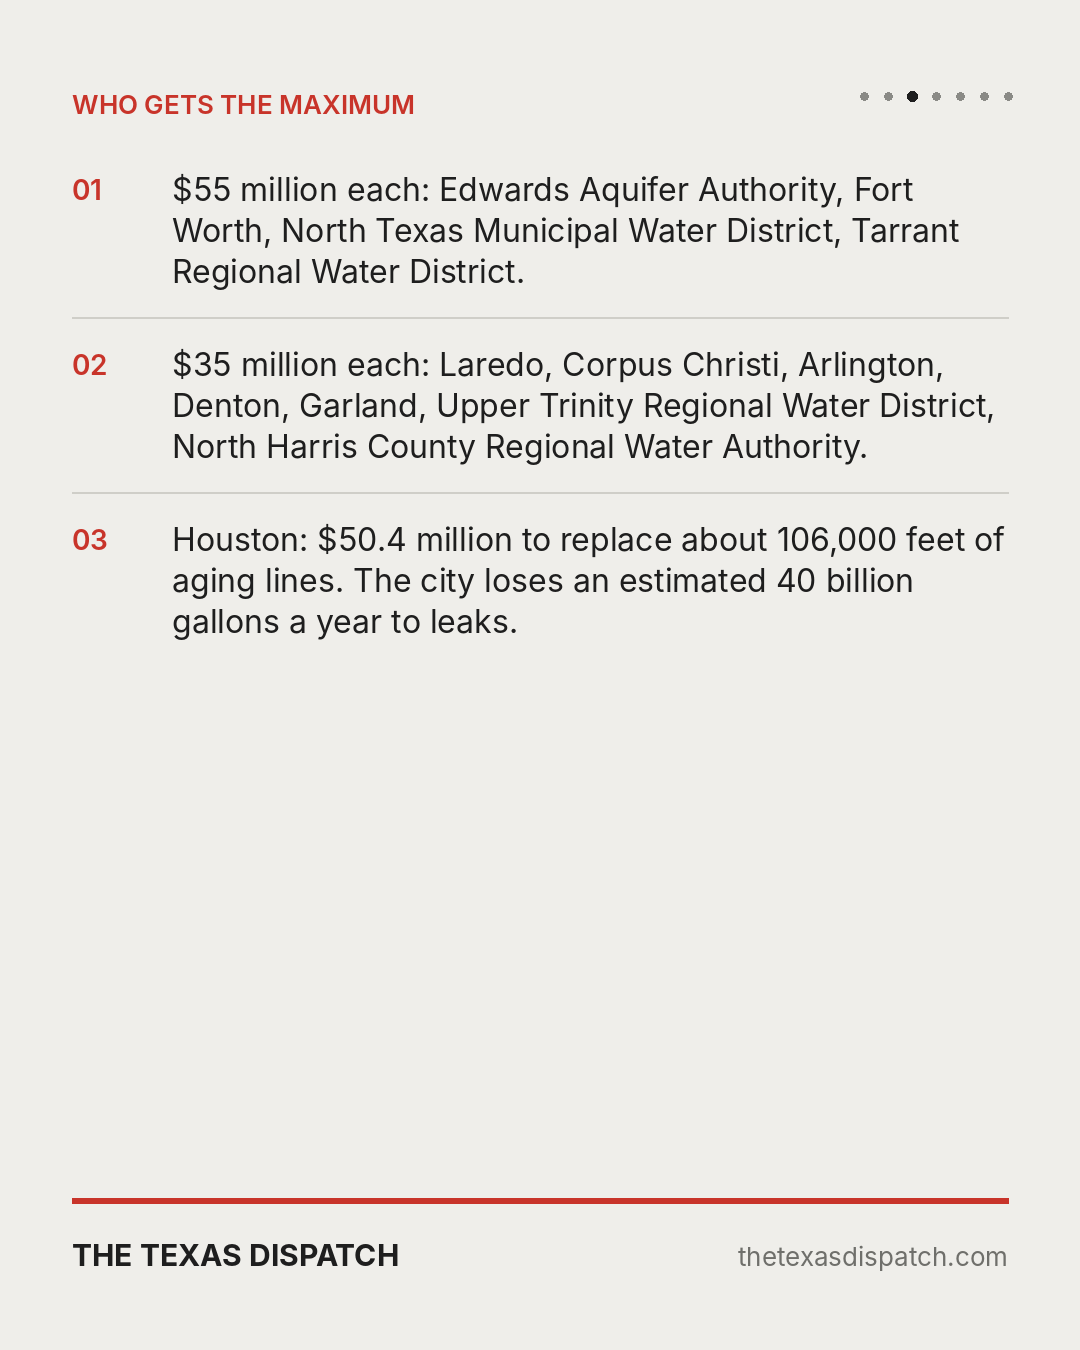 WHO GETS THE MAXIMUM
01
$55 million each: Edwards Aquifer Authority, Fort
Worth, North Texas Municipal Water District, Tarrant
Regional Water District.
02
$35 million each: Laredo, Corpus Christi, Arlington,
Denton, Garland, Upper Trinity Regional Water District,
North Harris County Regional Water Authority.
03
Houston: $50.4 million to replace about 106,000 feet of
aging lines. The city loses an estimated 40 billion
gallons a year to leaks.
THE TEXAS DISPATCH
thetexasdispatch.com